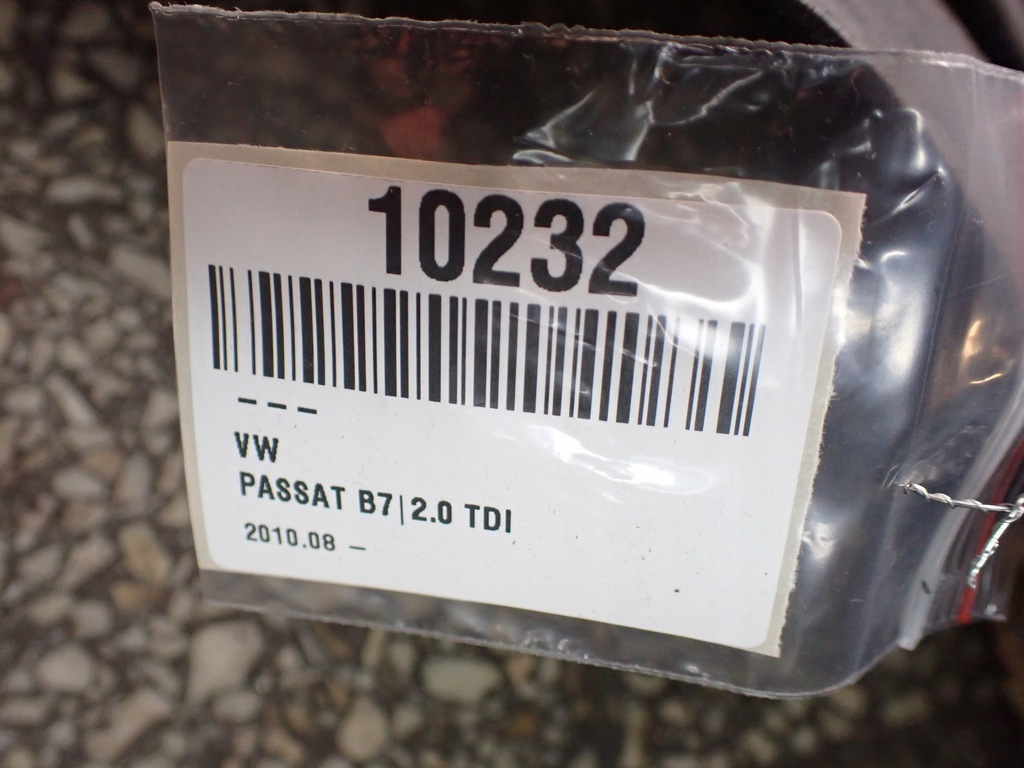 10232
---
VW
PASSAT B7|2.0 TDI
2010.08 –